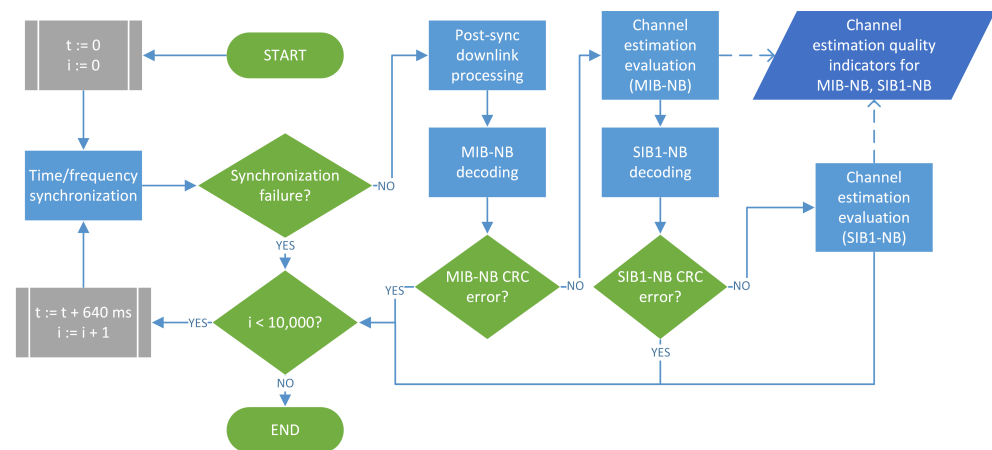 t := 0
i := 0
START
Post-sync
downlink
processing
Channel
estimation
evaluation
(MIB-NB)
Channel
estimation quality
indicators for
MIB-NB, SIB1-NB
Time/frequency
synchronization
Synchronization
failure?
NO
MIB-NB
decoding
SIB1-NB
decoding
Channel
estimation
evaluation
(SIB1-NB)
YES
MIB-NB CRC
error?
YES
NO
SIB1-NB CRC
error?
NO
YES
t := t + 640 ms
i := i + 1
YES
i < 10,000?
NO
END